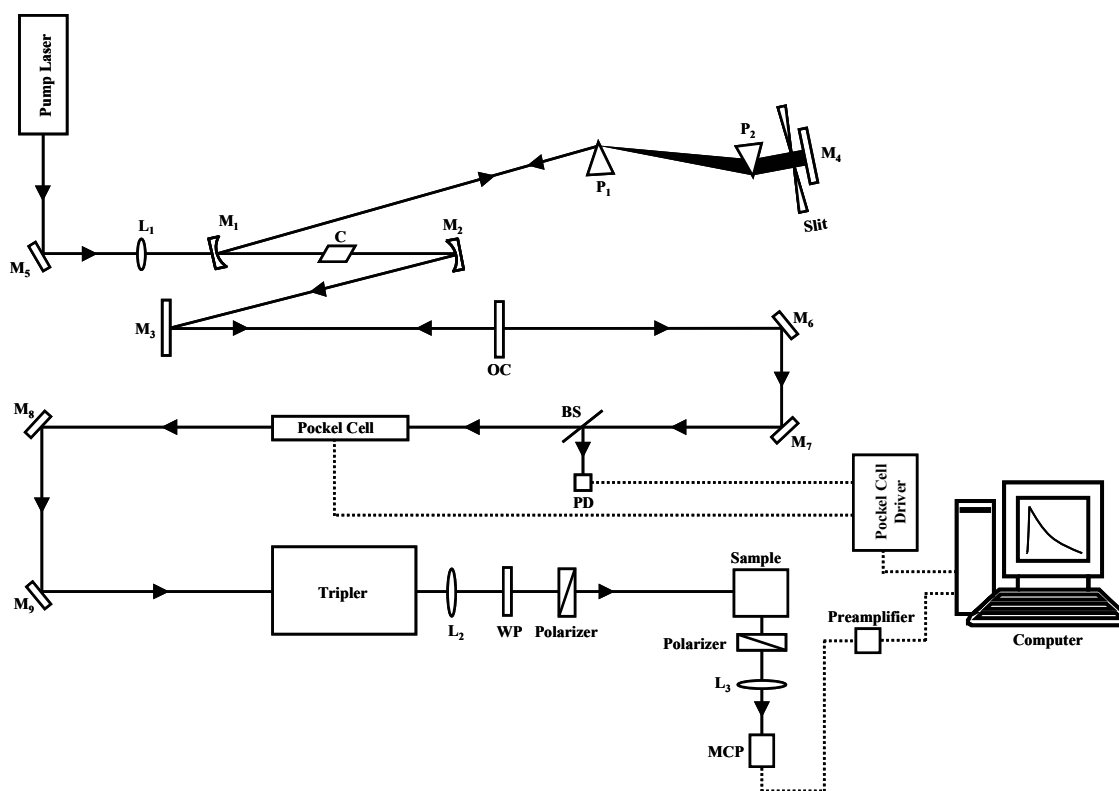 Pump Laser
P₂
M₄
P₁
Slit
L₁
M₁
M₂
C
M₅
M₃
OC
M₆
M₈
BS
Pockel Cell
M₇
PD
Pockel Cell
Driver
Sample
Tripler
M₉
L₂
WP
Polarizer
Polarizer
Preamplifier
Computer
L₃
MCP